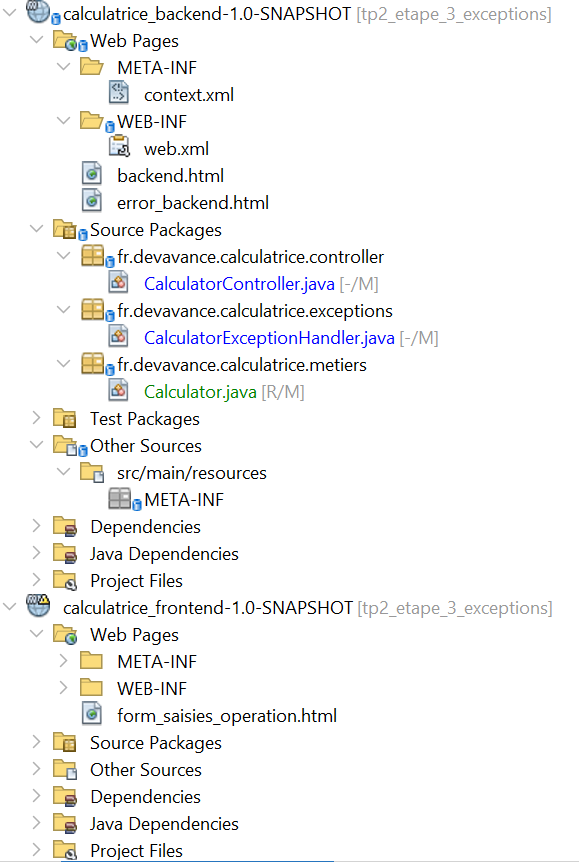 calculatrice_backend-1.0-SNAPSHOT [tp2_etape_3_exceptions]
Web Pages
META-INF
context.xml
WEB-INF
web.xml
backend.html
error_backend.html
Source Packages
fr.devavance.calculatrice.controller
CalculatorController.java [-/M]
fr.devavance.calculatrice.exceptions
CalculatorExceptionHandler.java [-/M]
fr.devavance.calculatrice.metiers
Calculator.java [R/M]
Test Packages
Other Sources
src/main/resources
META-INF
Dependencies
Java Dependencies
Project Files
calculatrice_frontend-1.0-SNAPSHOT [tp2_etape_3_exceptions]
Web Pages
META-INF
WEB-INF
form_saisies_operation.html
Source Packages
Other Sources
Dependencies
Java Dependencies
Project Files